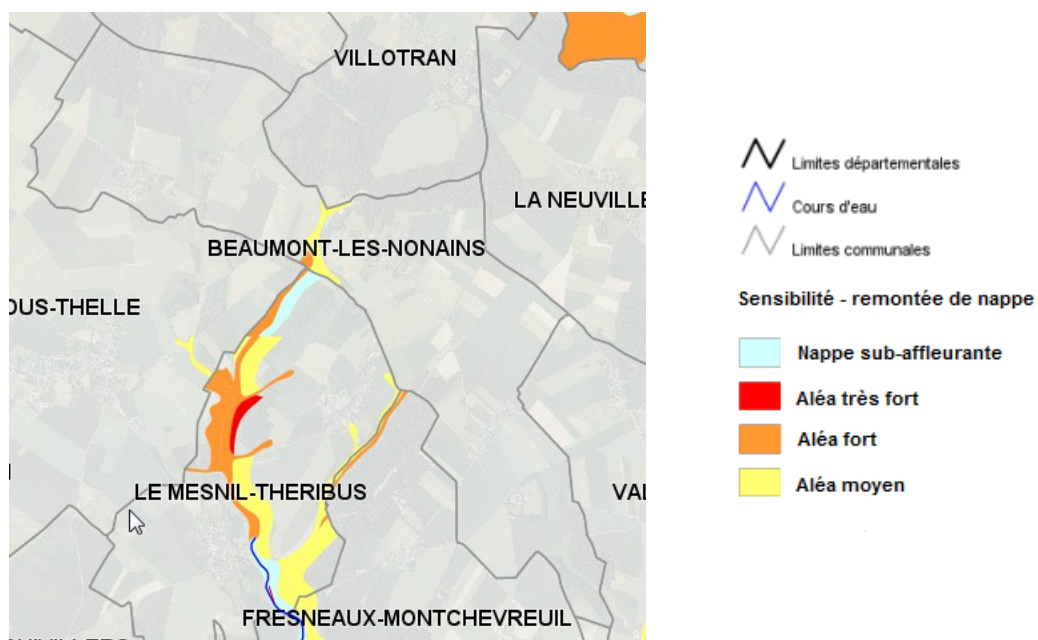 VILLOTRAN
LA NEUVILLE
BEAUMONT-LES-NONAINS
OUS-THELLE
LE MESNIL-THERIBUS
VAL
FRESNEAUX-MONTCHEVREUIL
Limites départementales
Cours d'eau
Limites communales
Sensibilité - remontée de nappe
Nappe sub-affleurante
Aléa très fort
Aléa fort
Aléa moyen